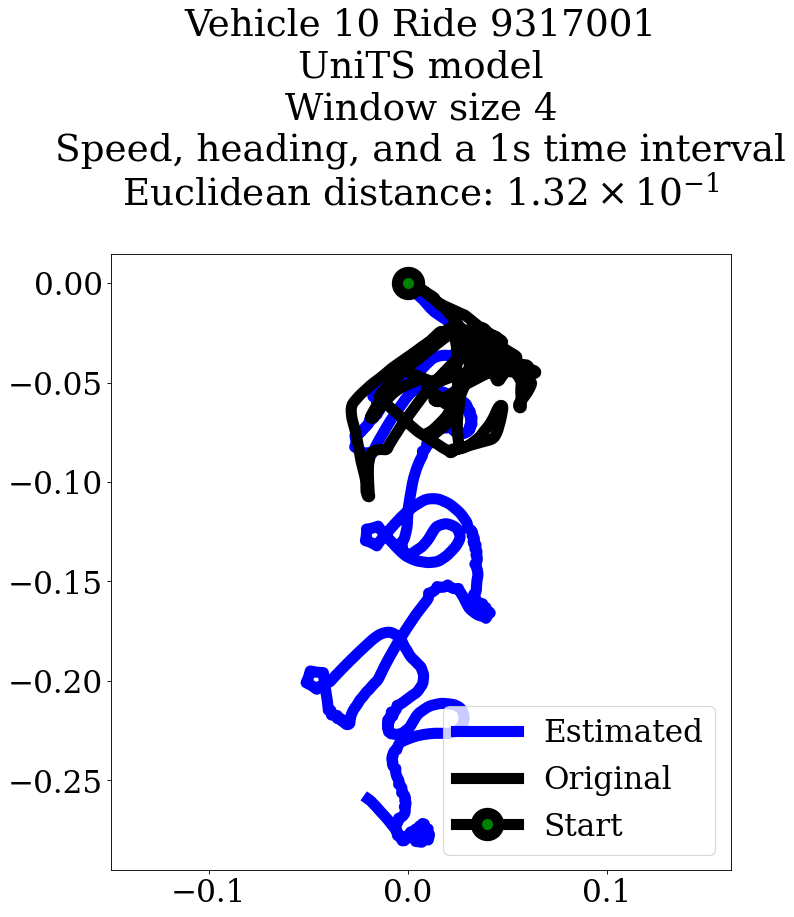 Vehicle 10 Ride 9317001
UniTS model
Window size 4
Speed, heading, and a 1s time interval
Euclidean distance: 1.32 × 10⁻¹
0.00
−0.05
−0.10
−0.15
−0.20
−0.25
Estimated
Original
Start
−0.1
0.0
0.1